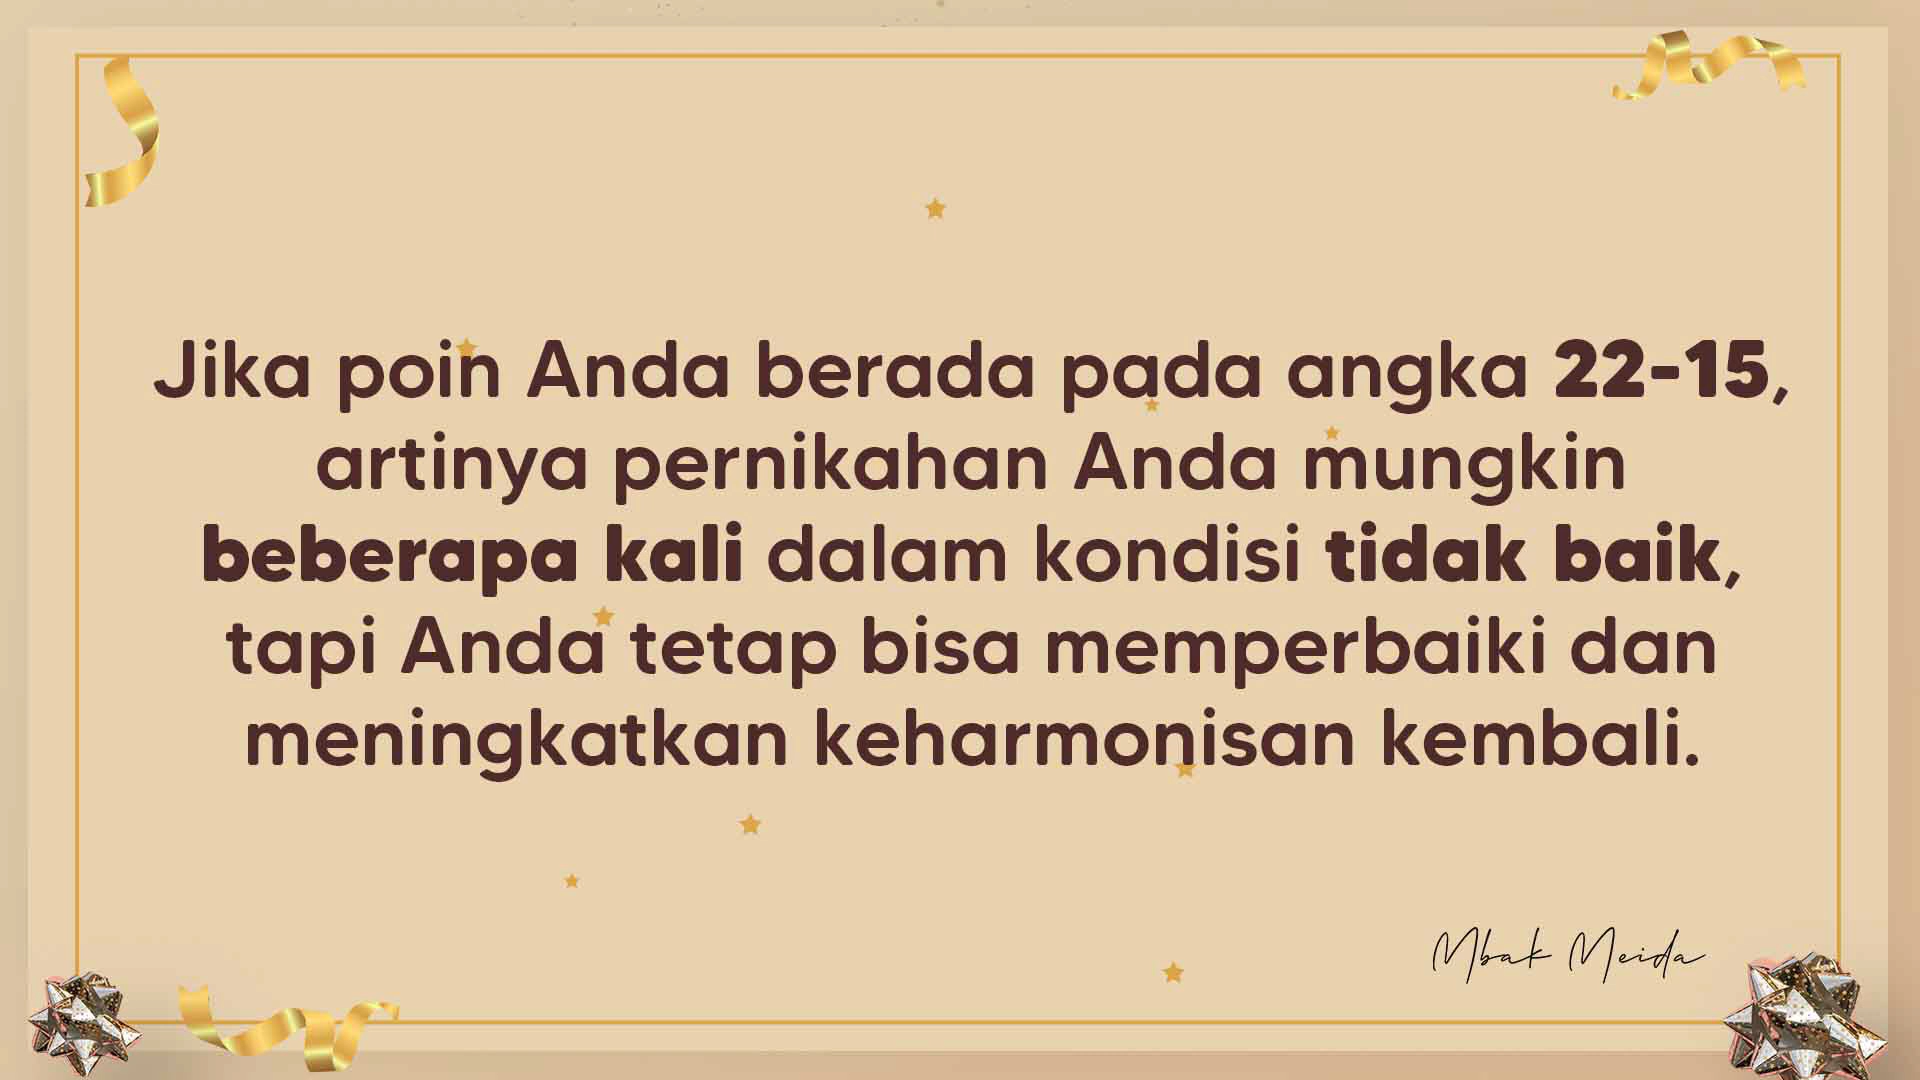 Jika poin Anda berada pada angka 22-15,
artinya pernikahan Anda mungkin
beberapa kali dalam kondisi tidak baik,
tapi Anda tetap bisa memperbaiki dan
meningkatkan keharmonisan kembali.
Mbak Meida